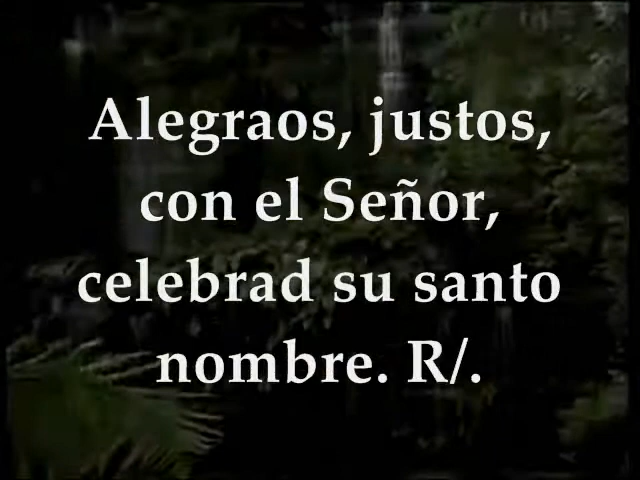 Alegraos, justos,
con el Señor,
celebrad su santo
nombre. R/.